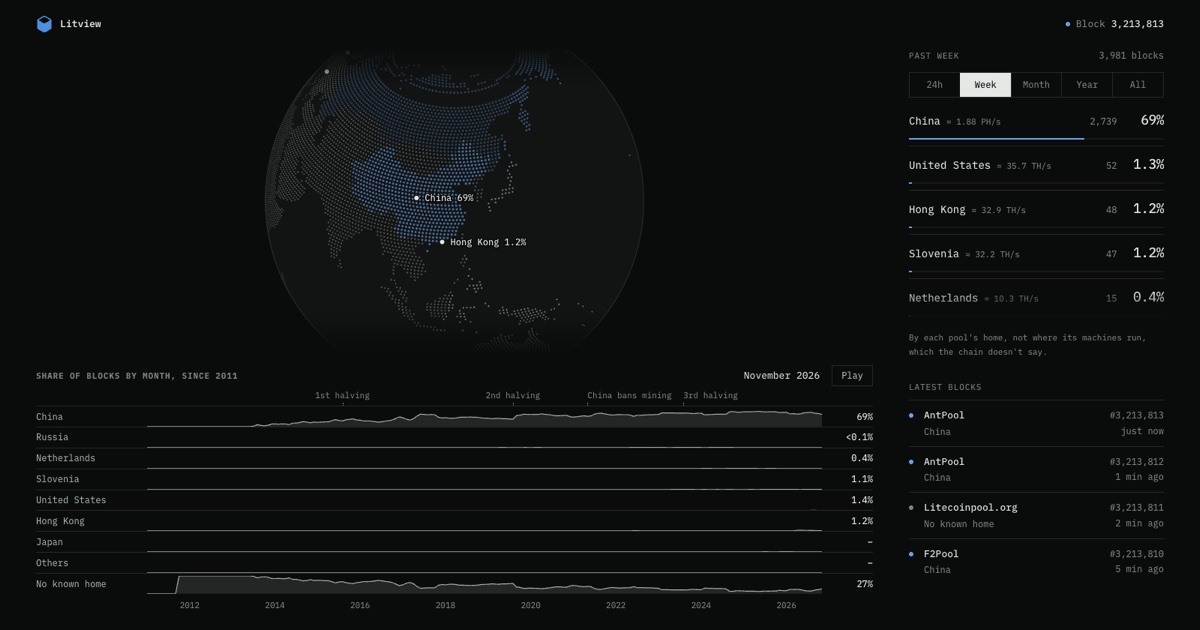 Litview
Block 3,213,813
China 69%
Hong Kong 1.2%
PAST WEEK
3,981 blocks
24h
Week
Month
Year
All
China ≈ 1.88 PH/s 2,739 69%
United States ≈ 35.7 TH/s 52 1.3%
Hong Kong ≈ 32.9 TH/s 48 1.2%
Slovenia ≈ 32.2 TH/s 47 1.2%
Netherlands ≈ 10.3 TH/s 15 0.4%
By each pool's home, not where its machines run,
which the chain doesn't say.
LATEST BLOCKS
AntPool #3,213,813
China just now
AntPool #3,213,812
China 1 min ago
Litecoinpool.org #3,213,811
No known home 2 min ago
F2Pool #3,213,810
China 5 min ago
SHARE OF BLOCKS BY MONTH, SINCE 2011
November 2026
Play
1st halving
2nd halving
China bans mining
3rd halving
China 69%
Russia <0.1%
Netherlands 0.4%
Slovenia 1.1%
United States 1.4%
Hong Kong 1.2%
Japan –
Others –
No known home 27%
2012 2014 2016 2018 2020 2022 2024 2026